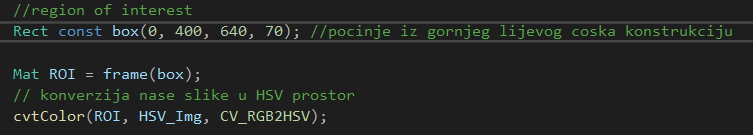 //region of interest
Rect const box(0, 400, 640, 70); //pocinje iz gornjeg lijevog coska konstrukciju
Mat ROI = frame(box);
// konverzija nase slike u HSV prostor
cvtColor(ROI, HSV_Img, CV_RGB2HSV);